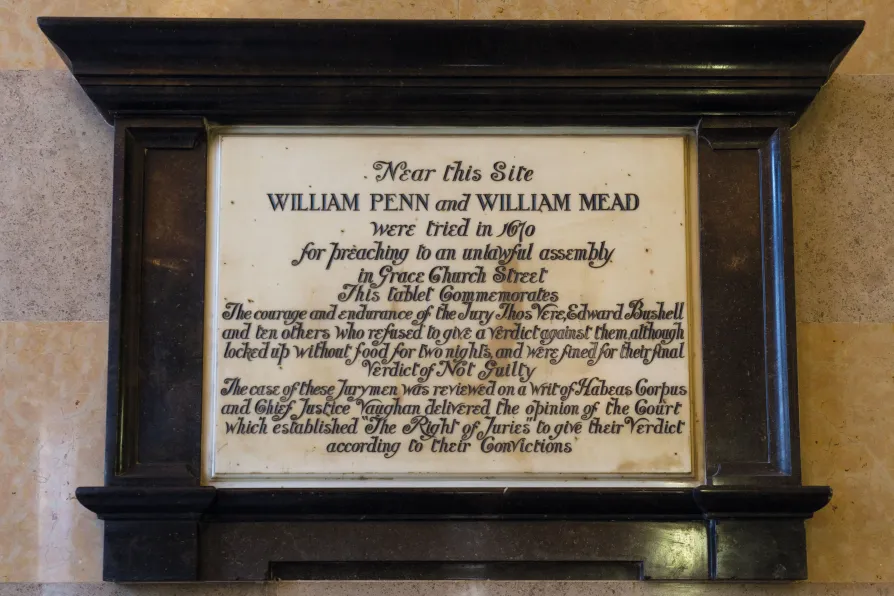 Near this Site
WILLIAM PENN and WILLIAM MEAD
were tried in 1670
for preaching to an unlawful assembly
in Grace Church Street
This tablet Commemorates
The courage and endurance of the Jury Thos Vere, Edward Bushell
and ten others who refused to give a verdict against them, although
locked up without food for two nights, and were fined for their final
Verdict of Not Guilty
The case of these Jurymen was reviewed on a writ of Habeas Corpus
and Chief Justice Vaughan delivered the opinion of the Court
which established "The Right of Juries" to give their Verdict
according to their Convictions